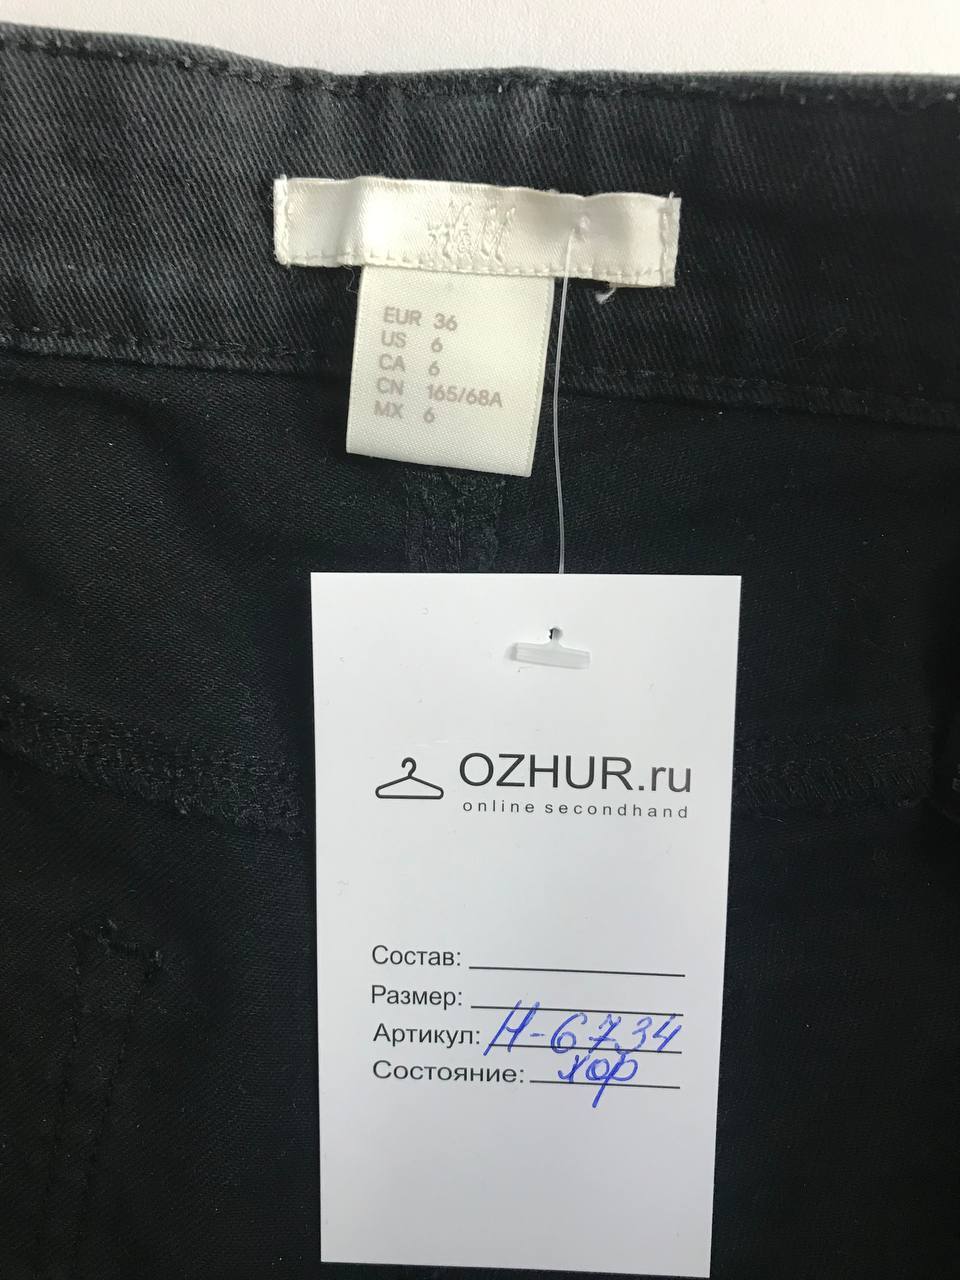 H&M
EUR 36
US 6
CA 6
CN 165/68A
MX 6
OZHUR.ru
online secondhand
Состав:
Размер:
Артикул: Н-6734
Состояние: хор